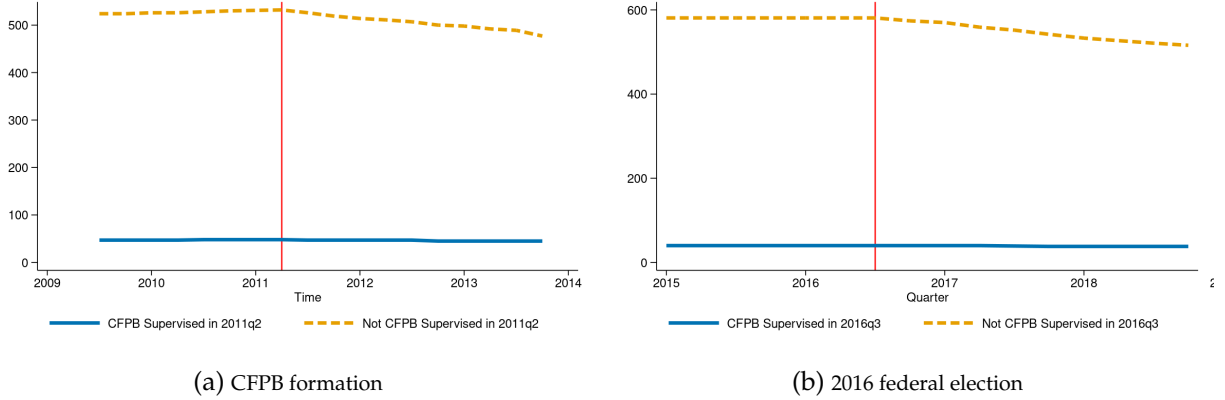 500
400
300
200
100
0
2009 2010 2011 2012 2013 2014
Time
CFPB Supervised in 2011q2 Not CFPB Supervised in 2011q2
(a) CFPB formation
600
400
200
0
2015 2016 2017 2018 2
Quarter
CFPB Supervised in 2016q3 Not CFPB Supervised in 2016q3
(b) 2016 federal election